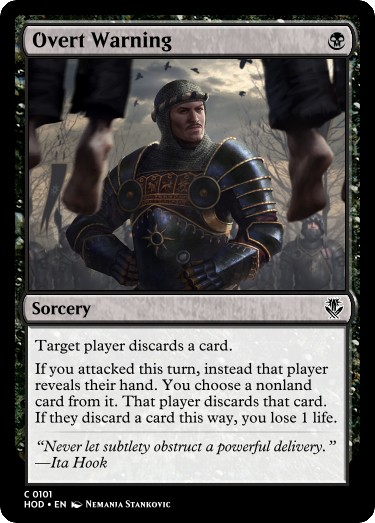 Overt Warning
Sorcery
Target player discards a card.
If you attacked this turn, instead that player
reveals their hand. You choose a nonland
card from it. That player discards that card.
If they discard a card this way, you lose 1 life.
“Never let subtlety obstruct a powerful delivery.”
—Ita Hook
C 0101
HOD • EN Nemanja Stankovic